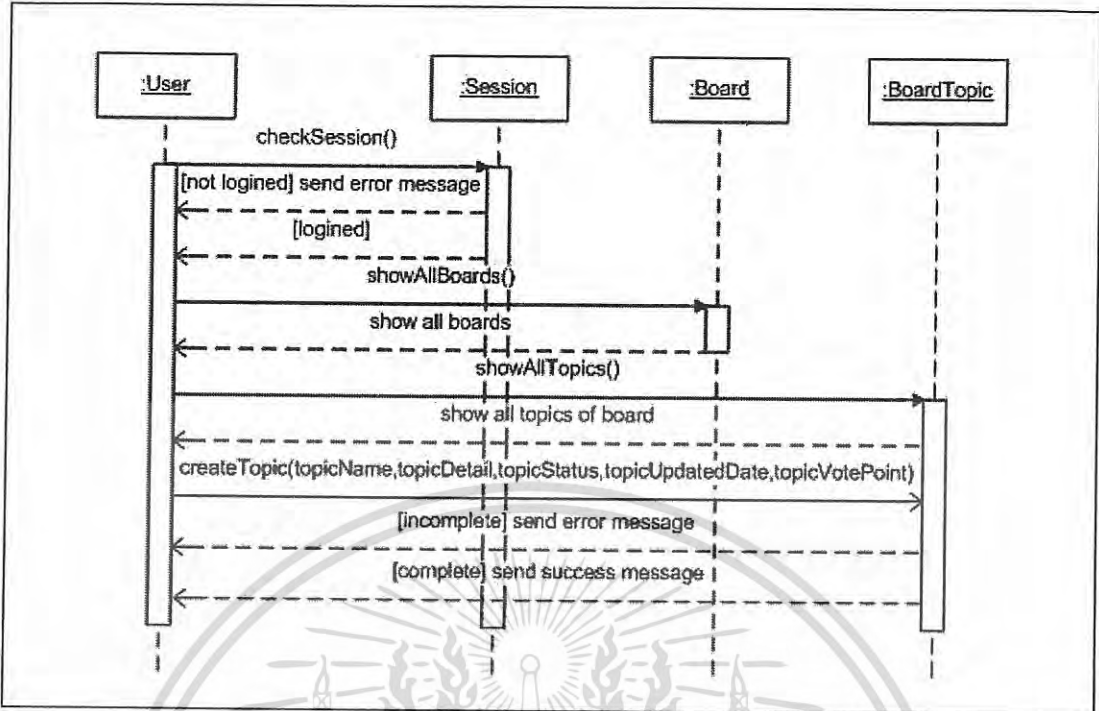 :User
:Session
:Board
:BoardTopic
checkSession()
[not logined] send error message
[logined]
showAllBoards()
show all boards
showAllTopics()
show all topics of board
createTopic(topicName,topicDetail,topicStatus,topicUpdatedDate,topicVotePoint)
[incomplete] send error message
[complete] send success message